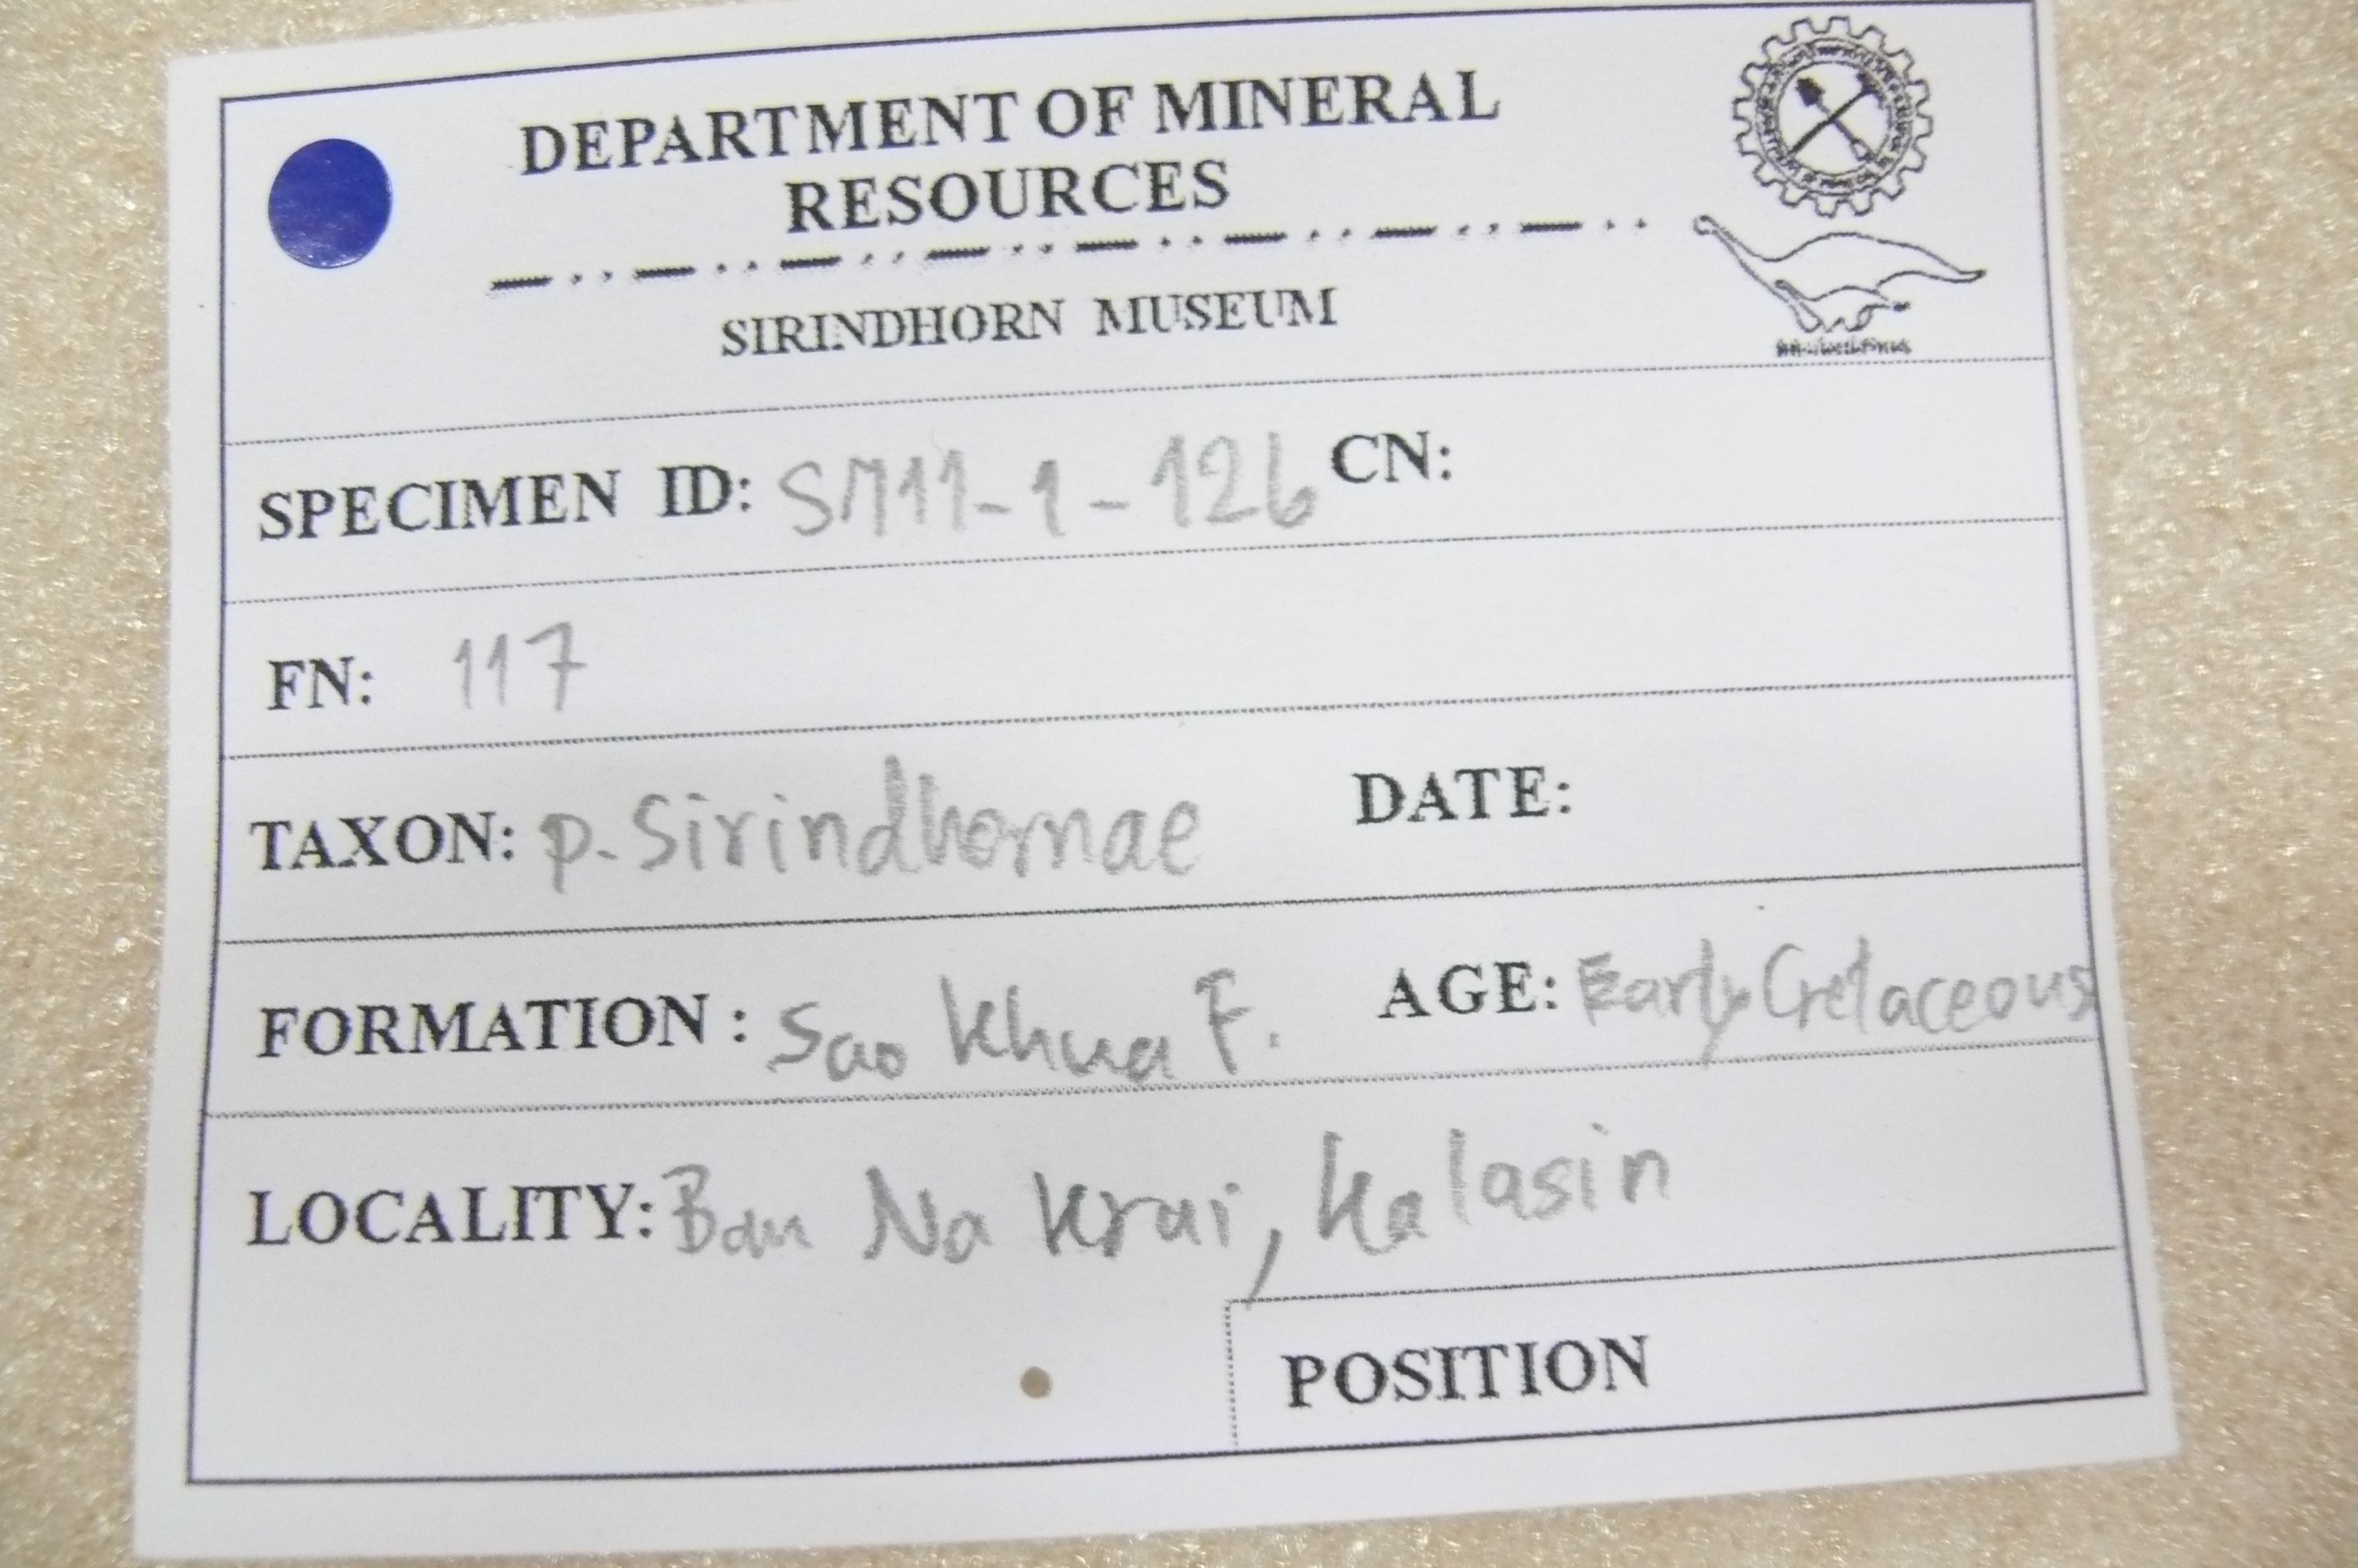 DEPARTMENT OF MINERAL
RESOURCES
SIRINDHORN MUSEUM
SPECIMEN ID: SM11-1-126 CN:
FN: 117
TAXON: p. Sirindhornae DATE:
FORMATION : Sao Khua F. AGE: Early Cretaceous
LOCALITY: Ban Na Krai, Kalasin
POSITION